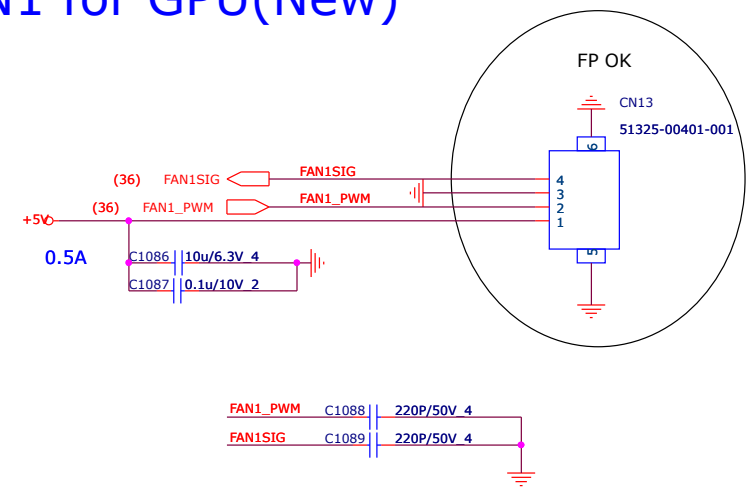 N1 for GPU(New)
FP OK
CN13
51325-00401-001
6
(36) FAN1SIG FAN1SIG 4
3
(36) FAN1_PWM FAN1_PWM 2
+5V 1
0.5A
C1086 10u/6.3V_4
5
C1087 0.1u/10V_2
FAN1_PWM C1088 220P/50V_4
FAN1SIG C1089 220P/50V_4